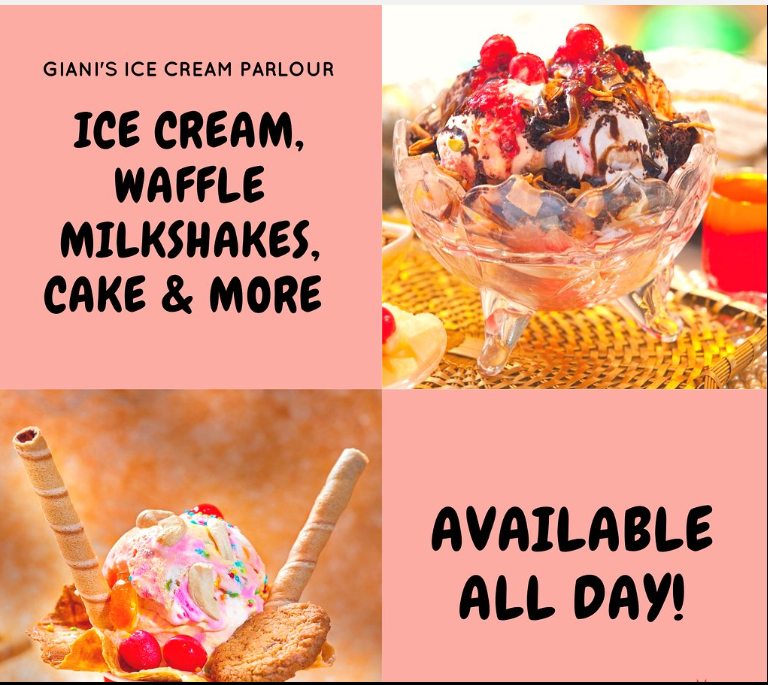 GIANI'S ICE CREAM PARLOUR
ICE CREAM,
WAFFLE
MILKSHAKES,
CAKE & MORE
AVAILABLE
ALL DAY!